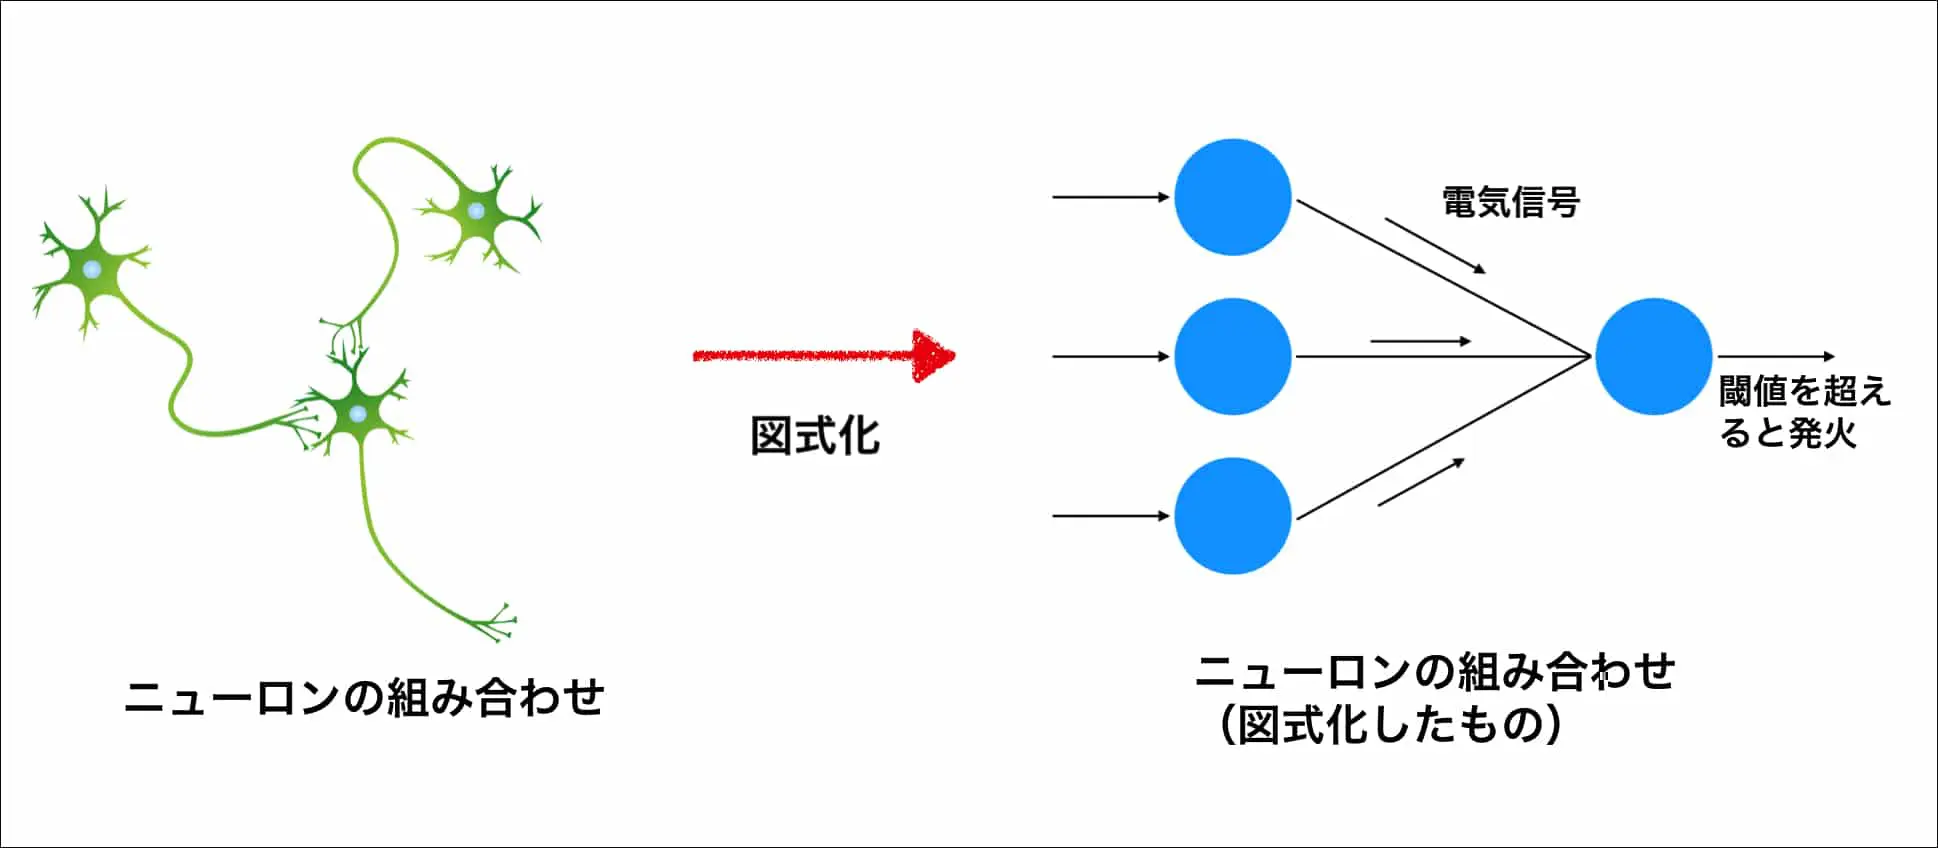 電気信号
閾値を超え
ると発火
図式化
ニューロンの組み合わせ
ニューロンの組み合わせ
（図式化したもの）